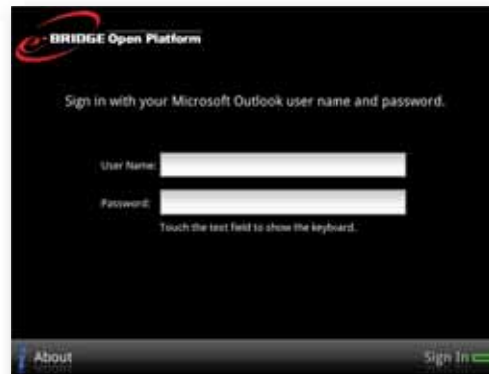 e-BRIDGE Open Platform
Sign in with your Microsoft Outlook user name and password.
User Name:
Password:
Touch the text field to show the keyboard.
About
Sign In